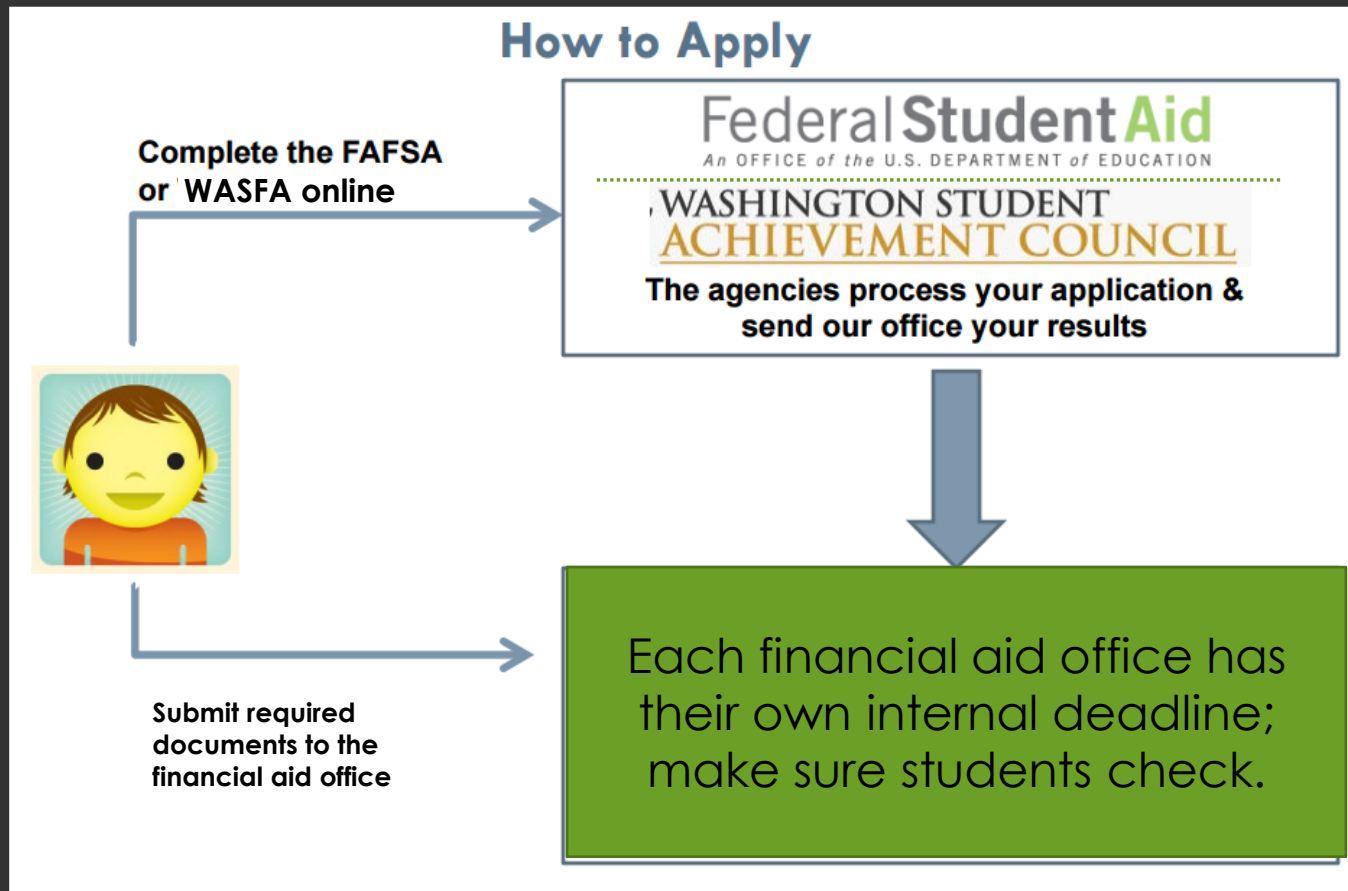 How to Apply
Complete the FAFSA
or WASFA online
Federal Student Aid
An OFFICE of the U.S. DEPARTMENT of EDUCATION
WASHINGTON STUDENT
ACHIEVEMENT COUNCIL
The agencies process your application &
send our office your results
Submit required
documents to the
financial aid office
Each financial aid office has
their own internal deadline;
make sure students check.